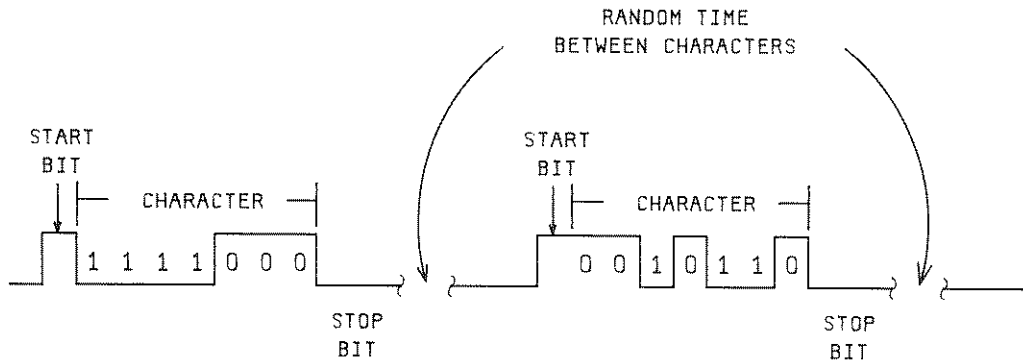 RANDOM TIME
BETWEEN CHARACTERS
START
BIT
CHARACTER
1 1 1 1 0 0 0
STOP
BIT
START
BIT
CHARACTER
0 0 1 0 1 1 0
STOP
BIT